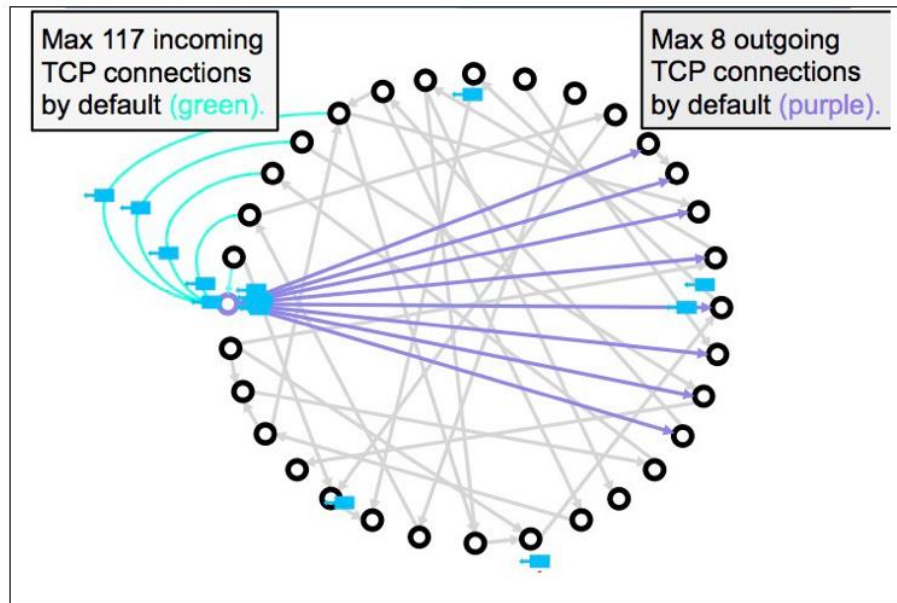 Max 117 incoming
TCP connections
by default (green).
Max 8 outgoing
TCP connections
by default (purple).